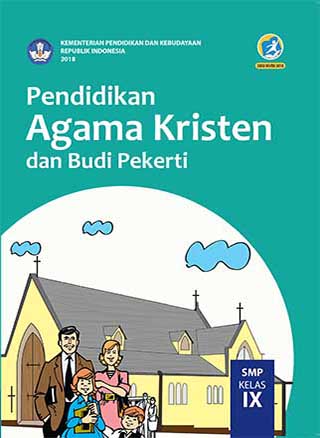 KEMENTERIAN PENDIDIKAN DAN KEBUDAYAAN
REPUBLIK INDONESIA
2018
Pendidikan
Agama Kristen
dan Budi Pekerti
SMP
KELAS
IX